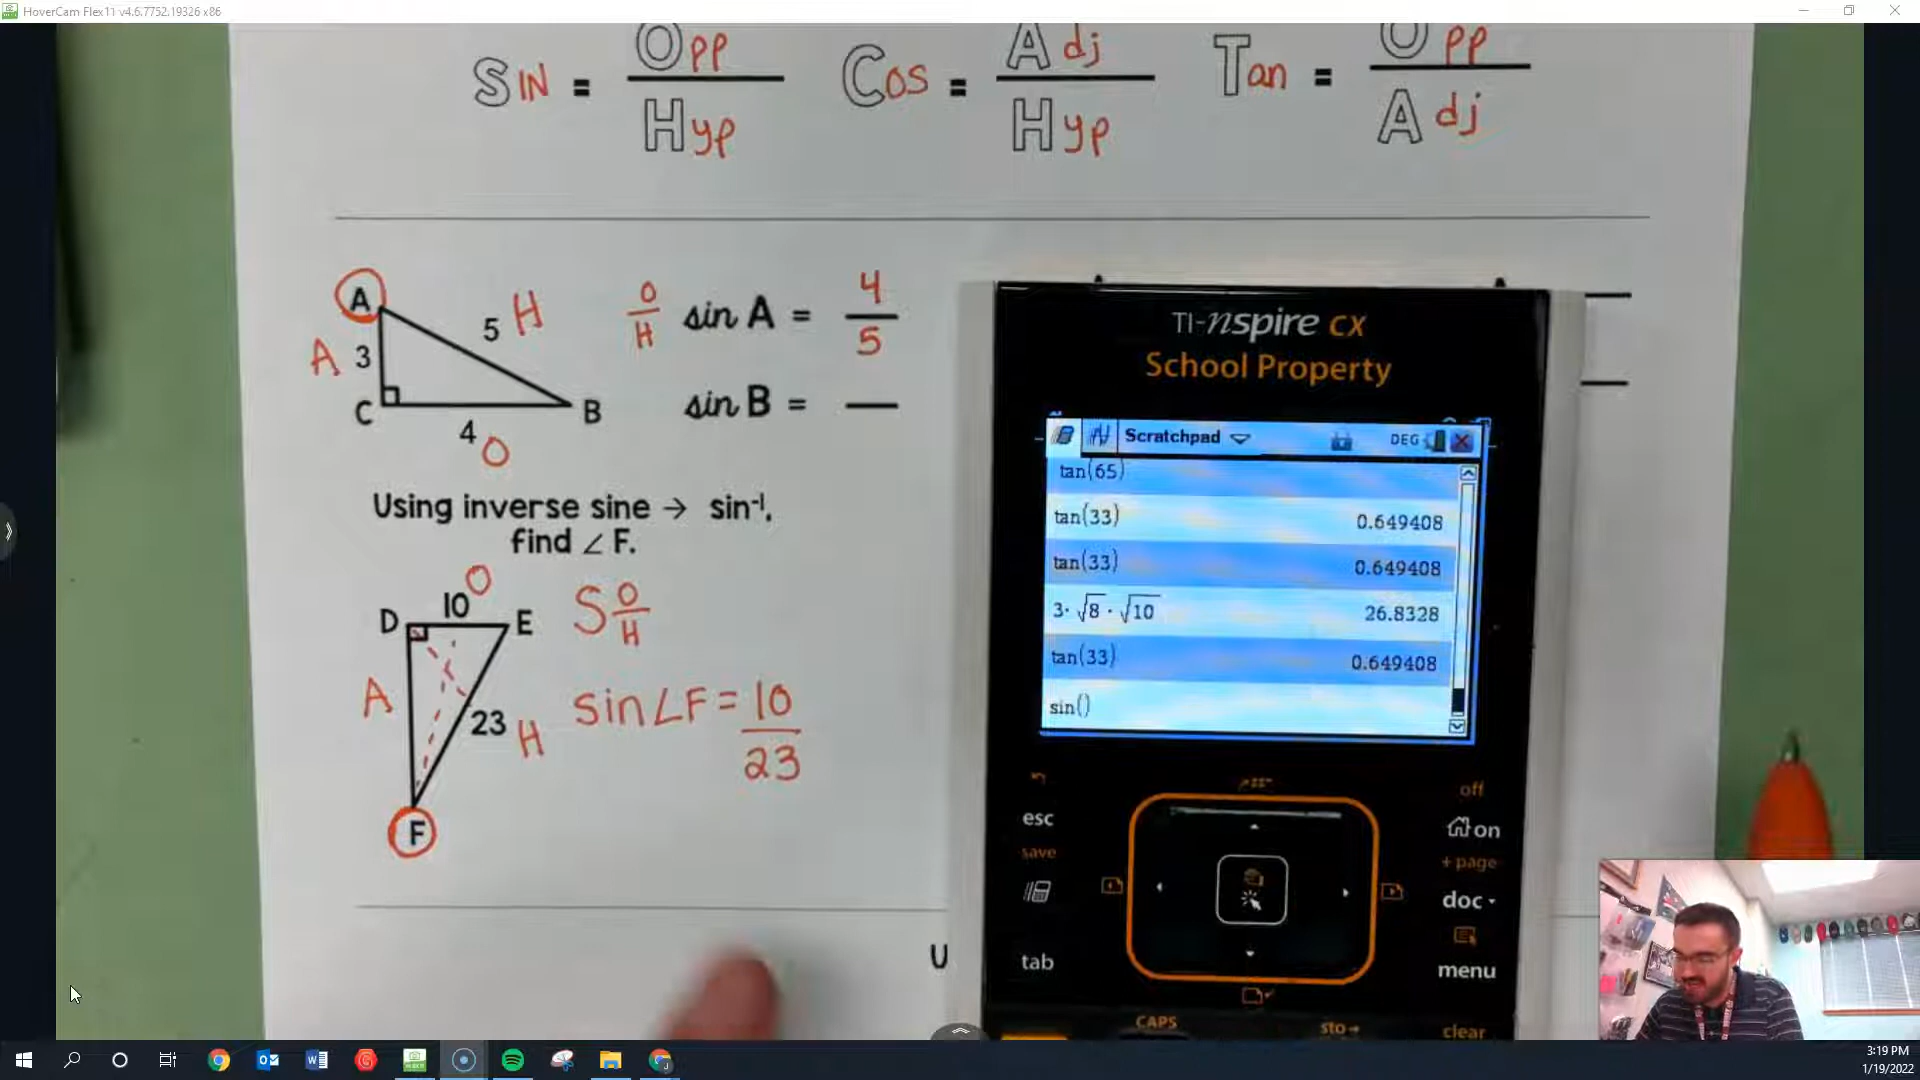 HoverCam Flex11 v4.6.7752.19326 x86
SIN = Opp / Hyp
Cos = Adj / Hyp
Tan = Opp / Adj
A
5 H
A 3
C
B
4 O
O / H sin A = 4 / 5
sin B =
Using inverse sine → sin⁻¹,
find ∠ F.
O
D 10 E
S O / H
A
23 H
sin∠F = 10 / 23
F
U
TI-nspire CX
School Property
Scratchpad DEG
tan(65)
tan(33) 0.649408
tan(33) 0.649408
3·√8·√10 26.8328
tan(33) 0.649408
sin()
off
esc
on
save
+ page
doc
tab
menu
CAPS
sto→
clear
3:19 PM
1/19/2022